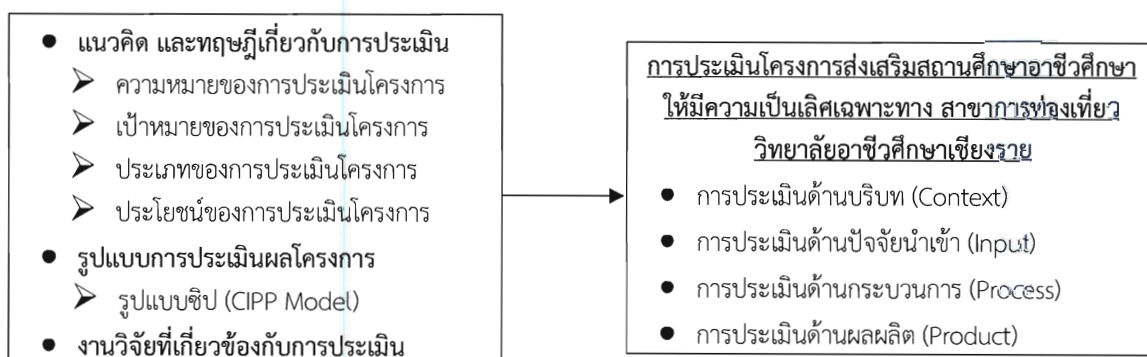 ● แนวคิด และทฤษฎีเกี่ยวกับการประเมิน
➢ ความหมายของการประเมินโครงการ
➢ เป้าหมายของการประเมินโครงการ
➢ ประเภทของการประเมินโครงการ
➢ ประโยชน์ของการประเมินโครงการ
● รูปแบบการประเมินผลโครงการ
➢ รูปแบบซิป (CIPP Model)
● งานวิจัยที่เกี่ยวข้องกับการประเมิน
การประเมินโครงการส่งเสริมสถานศึกษาอาชีวศึกษา
ให้มีความเป็นเลิศเฉพาะทาง สาขาการท่องเที่ยว
วิทยาลัยอาชีวศึกษาเชียงราย
● การประเมินด้านบริบท (Context)
● การประเมินด้านปัจจัยนำเข้า (Input)
● การประเมินด้านกระบวนการ (Process)
● การประเมินด้านผลผลิต (Product)